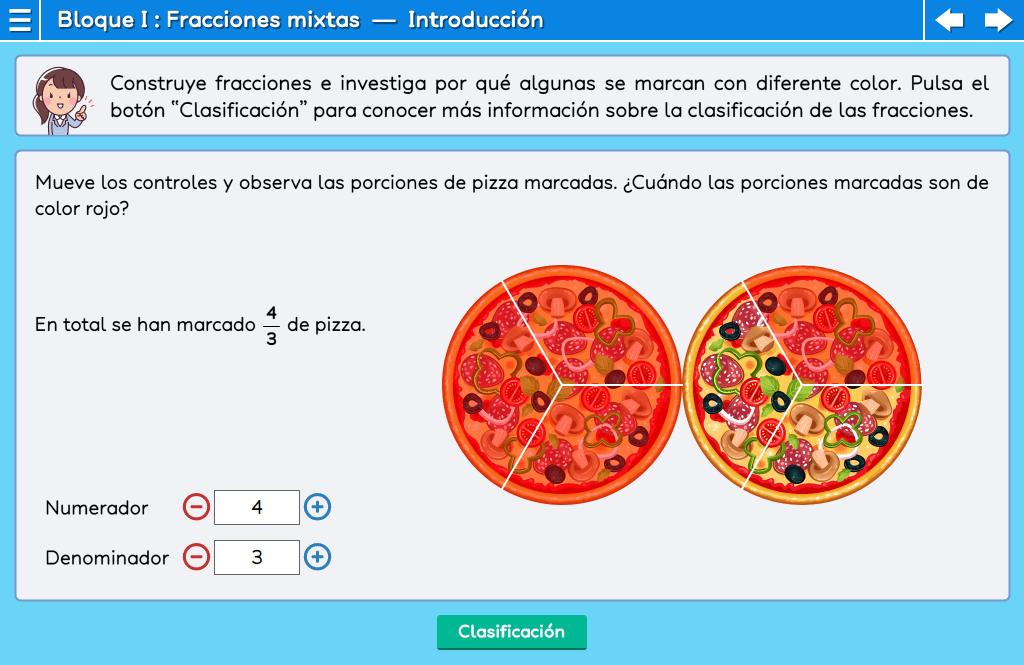 Bloque I : Fracciones mixtas — Introducción
Construye fracciones e investiga por qué algunas se marcan con diferente color. Pulsa el
botón “Clasificación” para conocer más información sobre la clasificación de las fracciones.
Mueve los controles y observa las porciones de pizza marcadas. ¿Cuándo las porciones marcadas son de
color rojo?
En total se han marcado 4/3 de pizza.
Numerador 4
Denominador 3
Clasificación